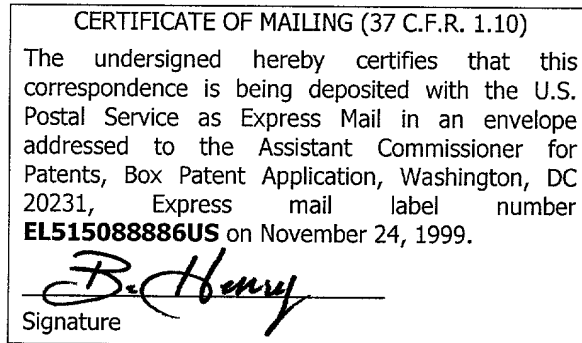 CERTIFICATE OF MAILING (37 C.F.R. 1.10)
The undersigned hereby certifies that this
correspondence is being deposited with the U.S.
Postal Service as Express Mail in an envelope
addressed to the Assistant Commissioner for
Patents, Box Patent Application, Washington, DC
20231, Express mail label number
EL515088886US on November 24, 1999.
B. Henry
Signature